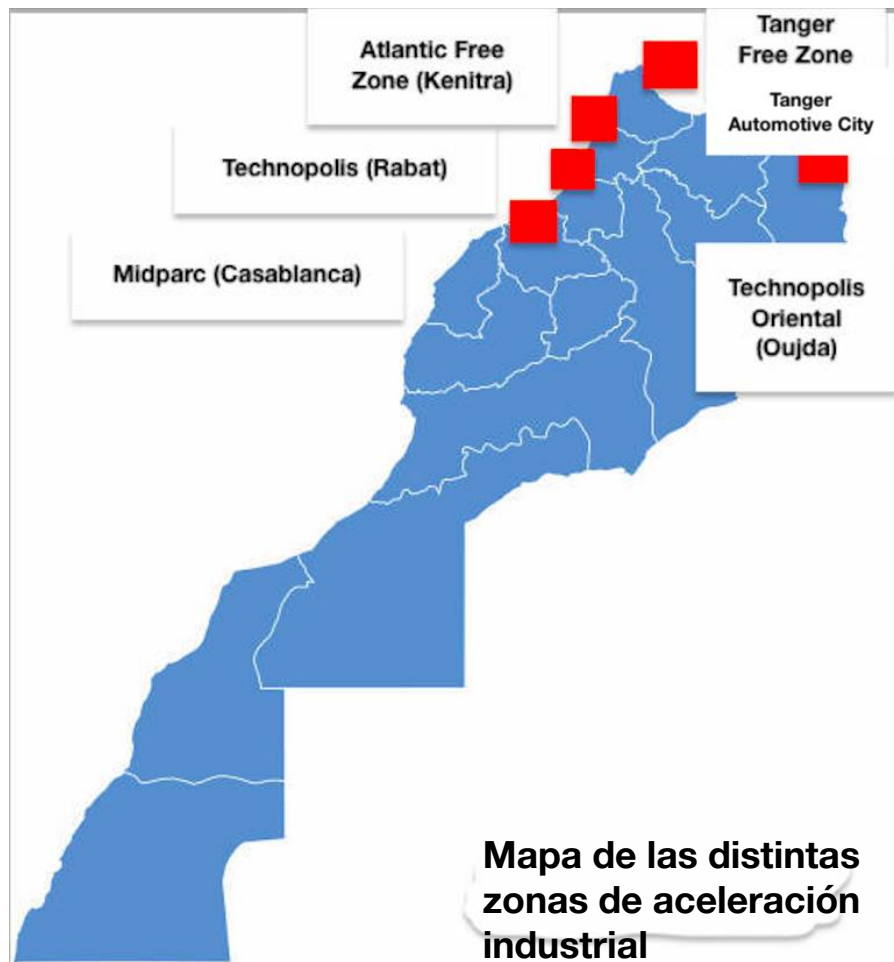 Atlantic Free
Zone (Kenitra)
Tanger
Free Zone
Tanger
Automotive City
Technopolis (Rabat)
Midparc (Casablanca)
Technopolis
Oriental
(Oujda)
Mapa de las distintas
zonas de aceleración
industrial